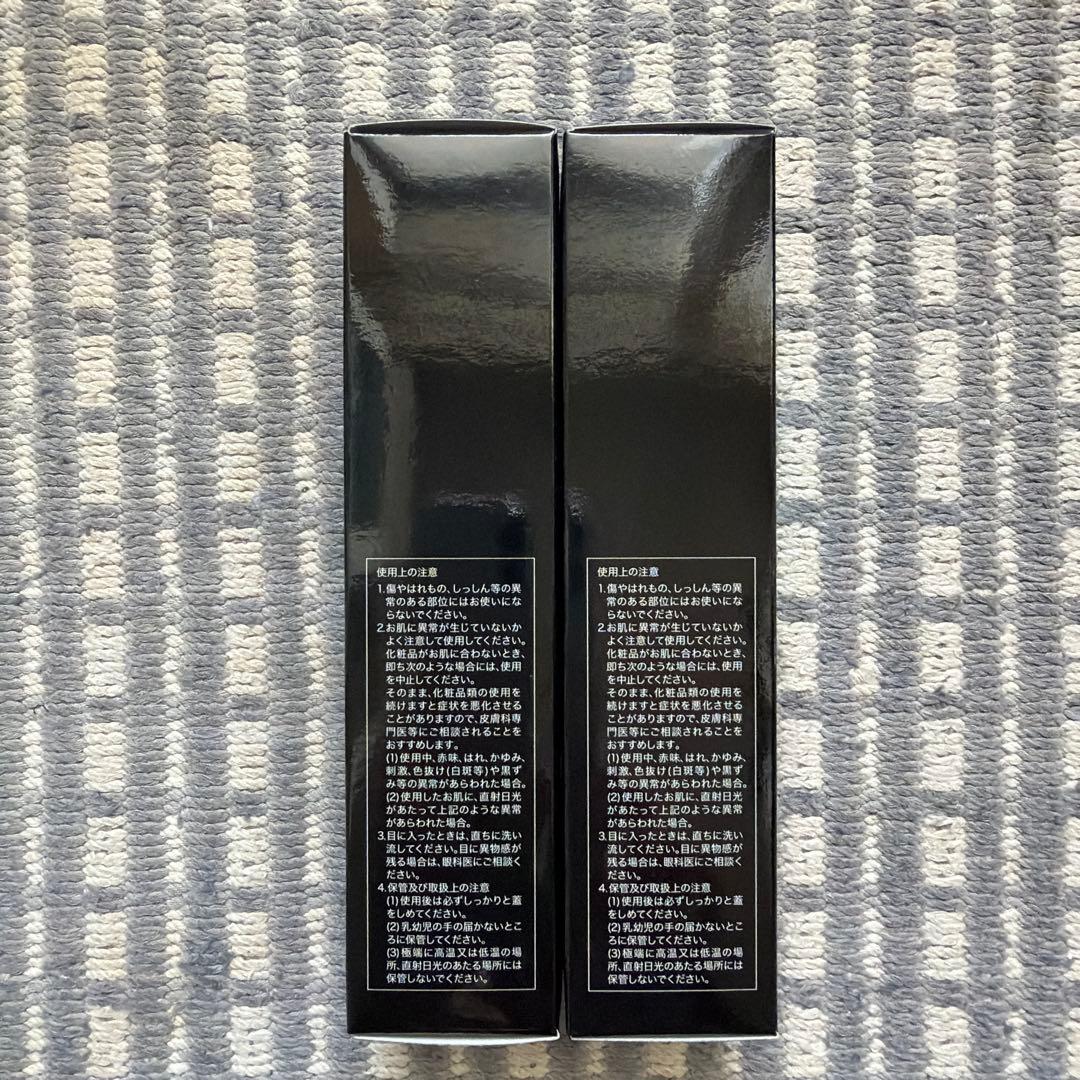 使用上の注意
1.傷やはれもの、しっしん等の異
常のある部位にはお使いにな
らないでください。
2.お肌に異常が生じていないか
よく注意して使用してください。
化粧品がお肌に合わないとき、
即ち次のような場合には、使用
を中止してください。
そのまま、化粧品類の使用を
続けますと症状を悪化させる
ことがありますので、皮膚科専
門医等にご相談されることを
おすすめします。
(1)使用中、赤味、はれ、かゆみ、
刺激、色抜け(白斑等)や黒ず
み等の異常があらわれた場合。
(2)使用したお肌に、直射日光
があたって上記のような異常
があらわれた場合。
3.目に入ったときは、直ちに洗い
流してください。目に異物感が
残る場合は、眼科医にご相談く
ださい。
4.保管及び取扱上の注意
(1)使用後は必ずしっかりと蓋
をしめてください。
(2)乳幼児の手の届かないとこ
ろに保管してください。
(3)極端に高温又は低温の場
所、直射日光のあたる場所には
保管しないでください。
使用上の注意
1.傷やはれもの、しっしん等の異
常のある部位にはお使いにな
らないでください。
2.お肌に異常が生じていないか
よく注意して使用してください。
化粧品がお肌に合わないとき、
即ち次のような場合には、使用
を中止してください。
そのまま、化粧品類の使用を
続けますと症状を悪化させる
ことがありますので、皮膚科専
門医等にご相談されることを
おすすめします。
(1)使用中、赤味、はれ、かゆみ、
刺激、色抜け(白斑等)や黒ず
み等の異常があらわれた場合。
(2)使用したお肌に、直射日光
があたって上記のような異常
があらわれた場合。
3.目に入ったときは、直ちに洗い
流してください。目に異物感が
残る場合は、眼科医にご相談く
ださい。
4.保管及び取扱上の注意
(1)使用後は必ずしっかりと蓋
をしめてください。
(2)乳幼児の手の届かないとこ
ろに保管してください。
(3)極端に高温又は低温の場
所、直射日光のあたる場所には
保管しないでください。